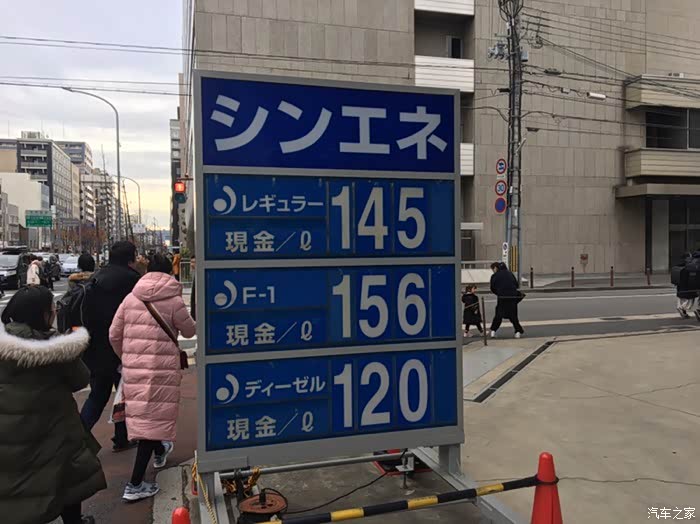 シンエネ
レギュラー
現金/ℓ
145
F-1
現金/ℓ
156
ディーゼル
現金/ℓ
120
汽车之家